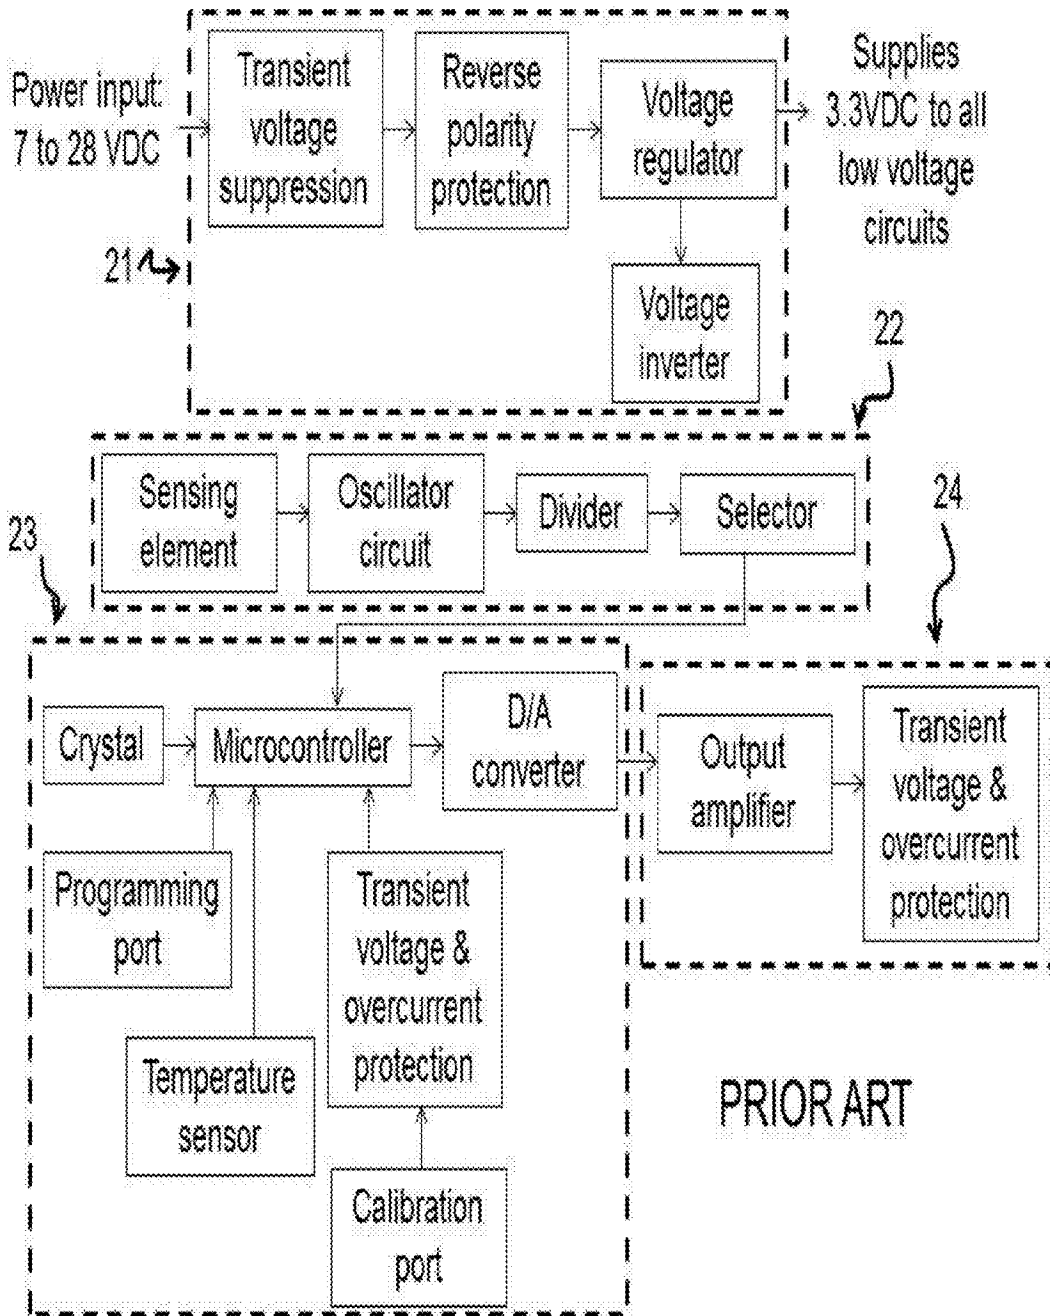 Power input:
7 to 28 VDC
Transient
voltage
suppression
Reverse
polarity
protection
Voltage
regulator
Supplies
3.3VDC to all
low voltage
circuits
21
Voltage
inverter
22
Sensing
element
Oscillator
circuit
Divider
Selector
24
23
Crystal
Microcontroller
D/A
converter
Output
amplifier
Transient
voltage &
overcurrent
protection
Programming
port
Transient
voltage &
overcurrent
protection
Temperature
sensor
Calibration
port
PRIOR ART